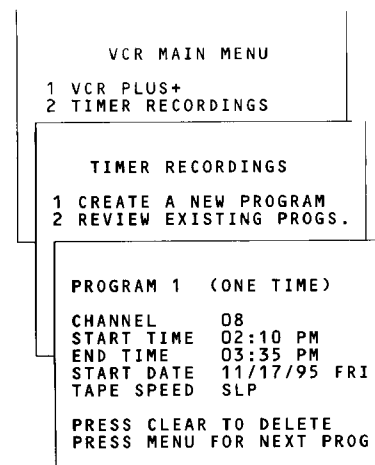 VCR MAIN MENU
1 VCR PLUS+
2 TIMER RECORDINGS
TIMER RECORDINGS
1 CREATE A NEW PROGRAM
2 REVIEW EXISTING PROGS.
PROGRAM 1 (ONE TIME)
CHANNEL 08
START TIME 02:10 PM
END TIME 03:35 PM
START DATE 11/17/95 FRI
TAPE SPEED SLP
PRESS CLEAR TO DELETE
PRESS MENU FOR NEXT PROG